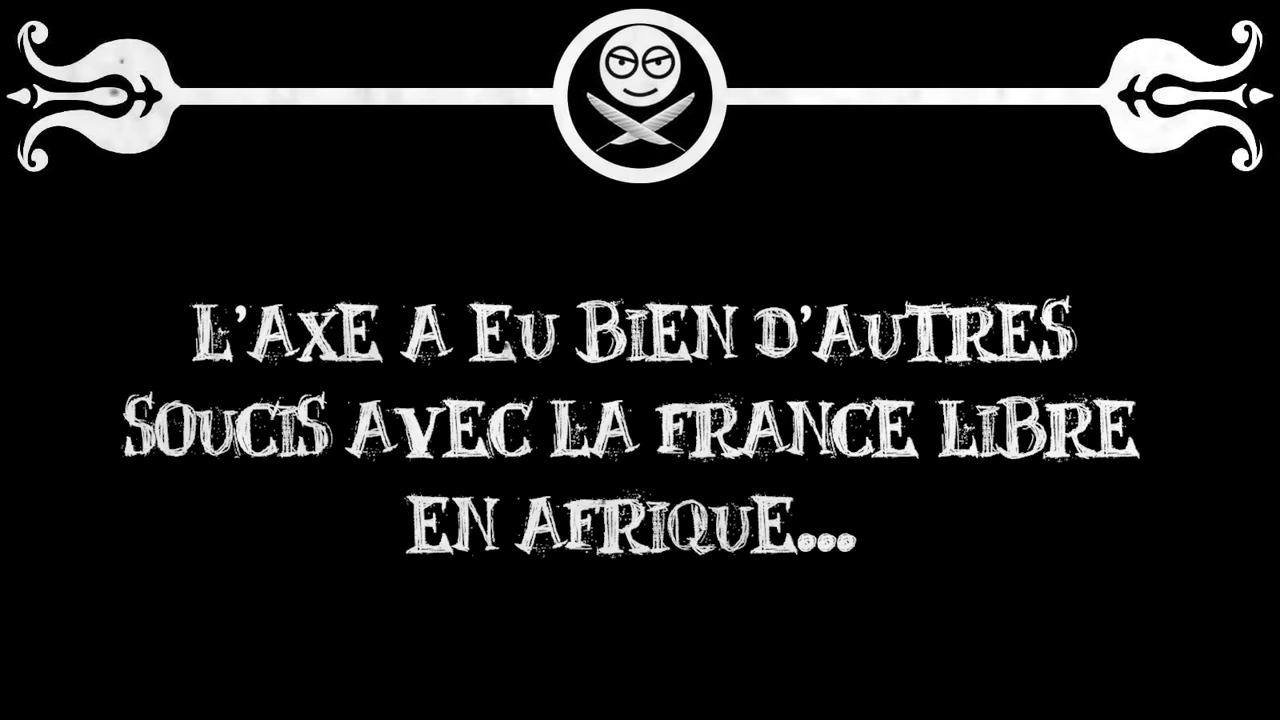 L'AXE A EU BIEN D'AUTRES
SOUCIS AVEC LA FRANCE LIBRE
EN AFRIQUE...